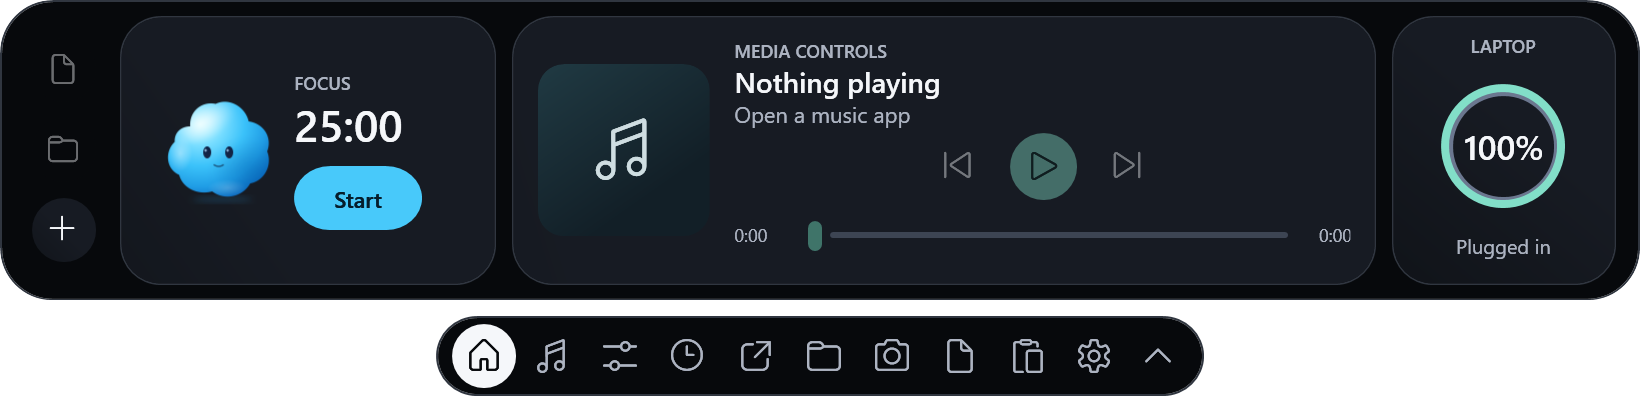 FOCUS
25:00
Start
MEDIA CONTROLS
Nothing playing
Open a music app
0:00
0:00
LAPTOP
100%
Plugged in